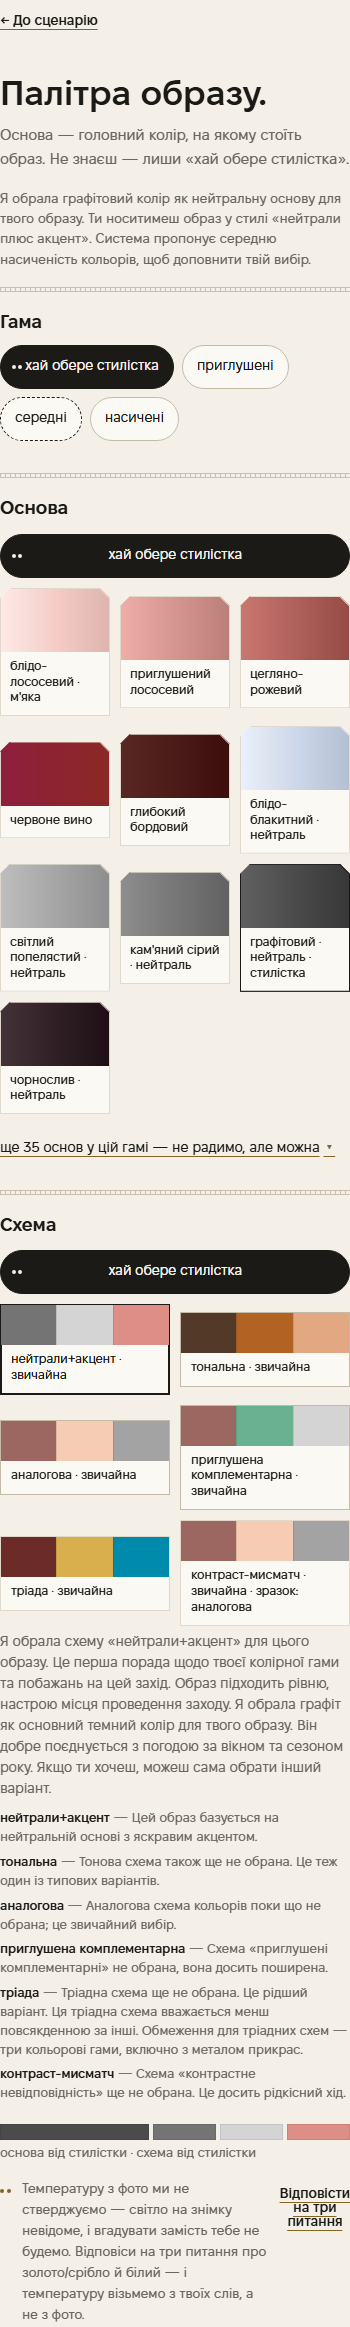 ← До сценарію
Палітра образу.
Основа — головний колір, на якому стоїть
образ. Не знаєш — лиши «хай обере стилістка».
Я обрала графітовий колір як нейтральну основу для
твого образу. Ти носитимеш образ у стилі «нейтрали
плюс акцент». Система пропонує середню
насиченість кольорів, щоб доповнити твій вибір.
Гама
хай обере стилістка
приглушені
середні
насичені
Основа
хай обере стилістка
блідо-
лососевий ·
м'яка
приглушений
лососевий
цегляно-
рожевий
червоне вино
глибокий
бордовий
блідо-
блакитний ·
нейтраль
світлий
попелястий ·
нейтраль
кам'яний сірий
· нейтраль
графітовий ·
нейтраль ·
стилістка
чорнослив ·
нейтраль
ще 35 основ у цій гамі — не радимо, але можна ▾
Схема
хай обере стилістка
нейтрали+акцент ·
звичайна
тональна · звичайна
аналогова · звичайна
приглушена
комплементарна ·
звичайна
тріада · звичайна
контраст-мисматч ·
звичайна · зразок:
аналогова
Я обрала схему «нейтрали+акцент» для цього
образу. Це перша порада щодо твоєї колірної гами
та побажань на цей захід. Образ підходить рівню,
настрою місця проведення заходу. Я обрала графіт
як основний темний колір для твого образу. Він
добре поєднується з погодою за вікном та сезоном
року. Якщо ти хочеш, можеш сама обрати інший
варіант.
нейтрали+акцент — Цей образ базується на
нейтральній основі з яскравим акцентом.
тональна — Тонова схема також ще не обрана. Це теж
один із типових варіантів.
аналогова — Аналогова схема кольорів поки що не
обрана; це звичайний вибір.
приглушена комплементарна — Схема «приглушені
комплементарні» не обрана, вона досить поширена.
тріада — Тріадна схема ще не обрана. Це рідший
варіант. Ця тріадна схема вважається менш
повсякденною за інші. Обмеження для тріадних схем —
три кольорові гами, включно з металом прикрас.
контраст-мисматч — Схема «контрастне
невідповідність» ще не обрана. Це досить рідкісний хід.
основа від стилістки · схема від стилістки
Температуру з фото ми не
стверджуємо — світло на знімку
невідоме, і вгадувати замість тебе не
будемо. Відповіси на три питання про
золото/срібло й білий — і
температуру візьмемо з твоїх слів, а
не з фото.
Відповісти
на три
питання